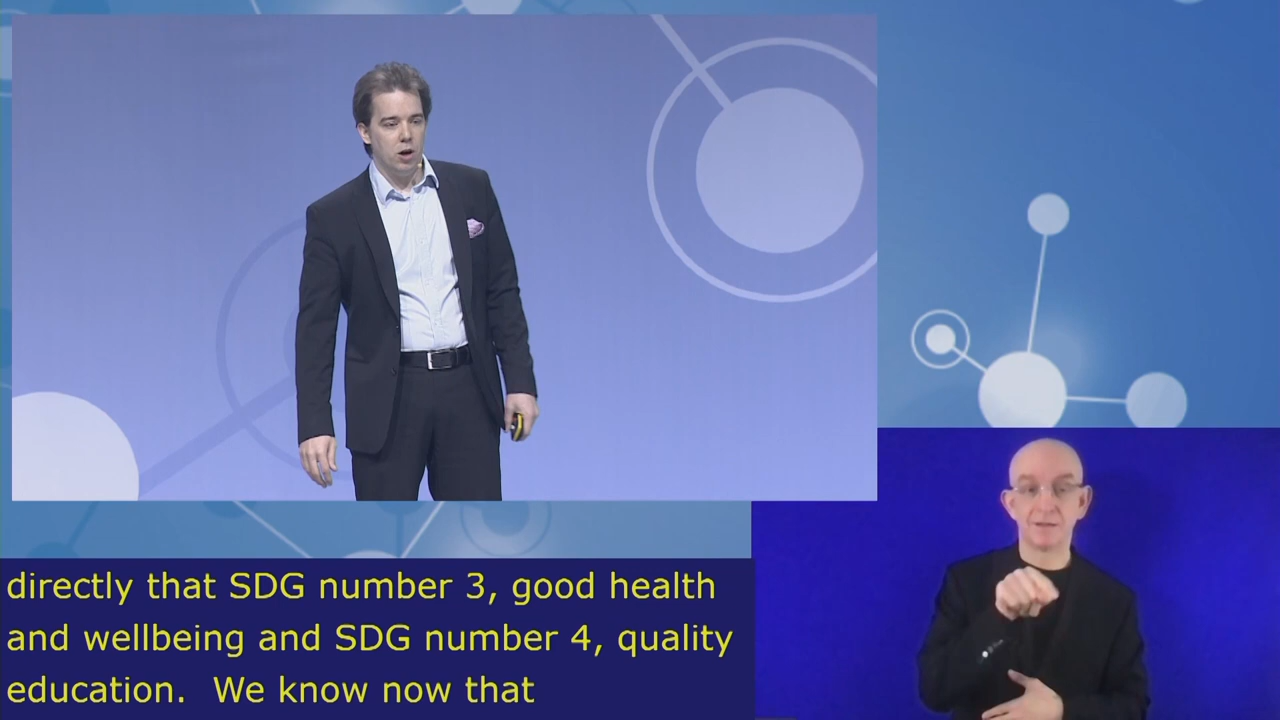 directly that SDG number 3, good health
and wellbeing and SDG number 4, quality
education.  We know now that